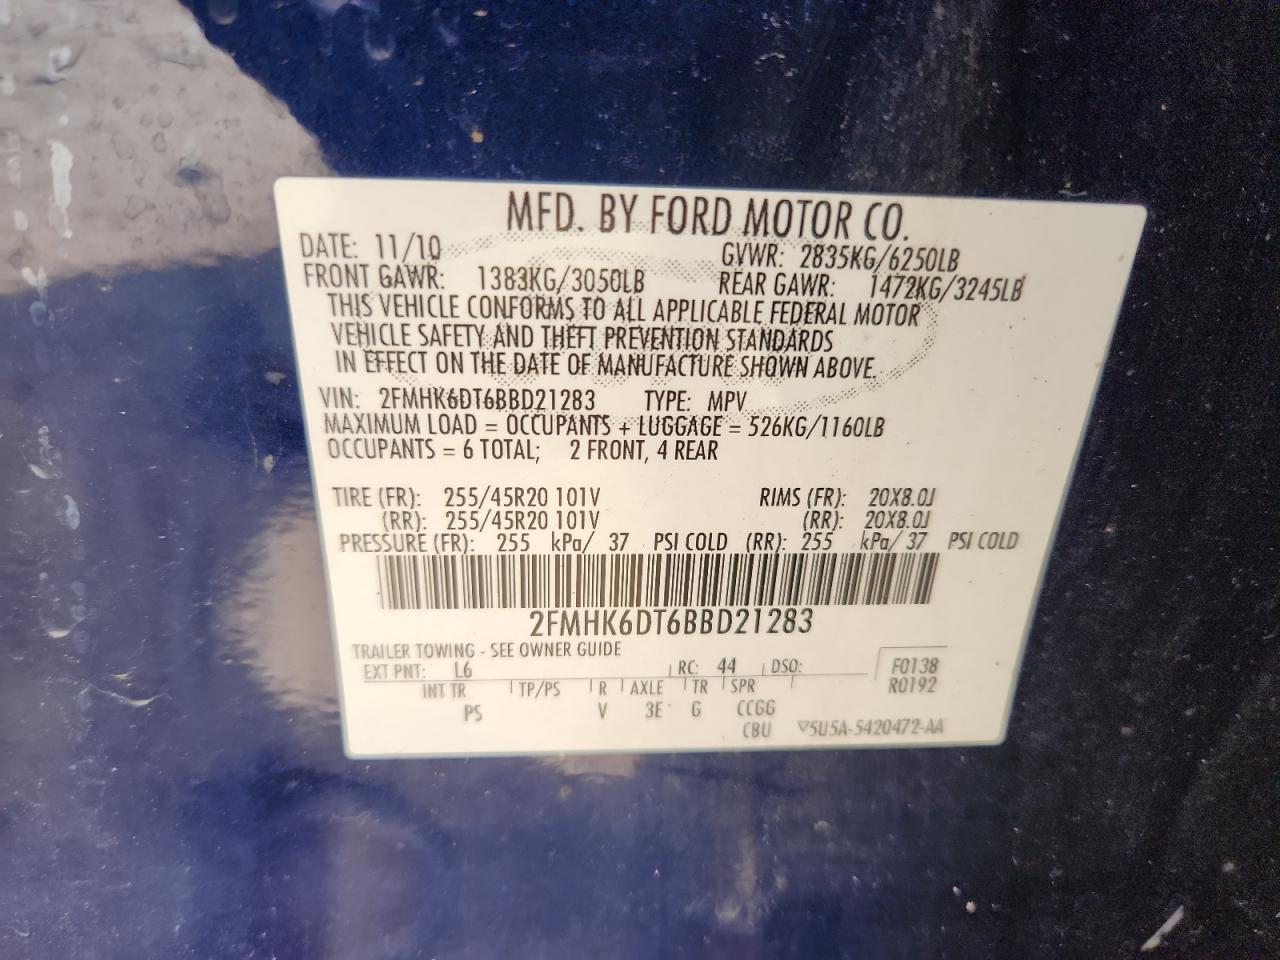 MFD. BY FORD MOTOR CO.
DATE: 11/10 GVWR: 2835KG/6250LB
FRONT GAWR: 1383KG/3050LB REAR GAWR: 1472KG/3245LB
THIS VEHICLE CONFORMS TO ALL APPLICABLE FEDERAL MOTOR
VEHICLE SAFETY AND THEFT PREVENTION STANDARDS
IN EFFECT ON THE DATE OF MANUFACTURE SHOWN ABOVE.
VIN: 2FMHK6DT6BBD21283 TYPE: MPV
MAXIMUM LOAD = OCCUPANTS + LUGGAGE = 526KG/1160LB
OCCUPANTS = 6 TOTAL; 2 FRONT, 4 REAR
TIRE (FR): 255/45R20 101V RIMS (FR): 20X8.0J
(RR): 255/45R20 101V (RR): 20X8.0J
PRESSURE (FR): 255 kPa/ 37 PSI COLD (RR): 255 kPa/ 37 PSI COLD
2FMHK6DT6BBD21283
TRAILER TOWING - SEE OWNER GUIDE
EXT PNT: L6 RC: 44 DSO: F0138
INT TR TP/PS R AXLE TR SPR R0192
PS V 3E G CCGG
CBU 5U5A-5420472-AA